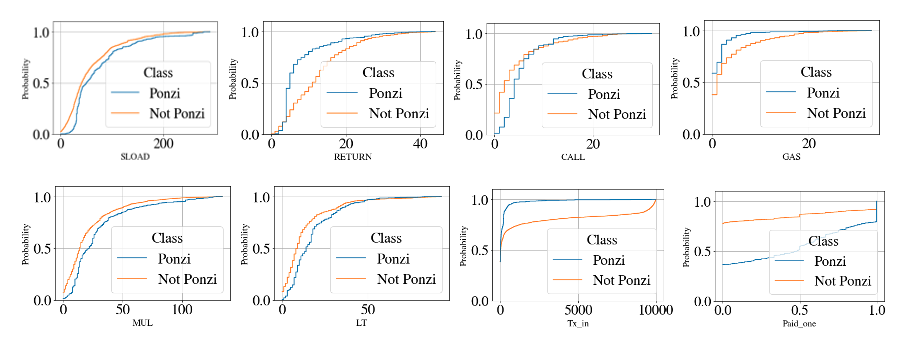 1.0
0.5
0.0
Probability
Class
Ponzi
Not Ponzi
0
200
SLOAD
1.0
0.5
0.0
Probability
Class
Ponzi
Not Ponzi
0
20
40
RETURN
1.0
0.5
0.0
Probability
Class
Ponzi
Not Ponzi
0
20
CALL
1.0
0.5
0.0
Probability
Class
Ponzi
Not Ponzi
0
20
GAS
1.0
0.5
0.0
Probability
Class
Ponzi
Not Ponzi
0
50
100
MUL
1.0
0.5
0.0
Probability
Class
Ponzi
Not Ponzi
0
50
LT
1.0
0.5
0.0
Probability
Class
Ponzi
Not Ponzi
0
5000
10000
Tx_in
1.0
0.5
0.0
Probability
Class
Ponzi
Not Ponzi
0.0
0.5
1.0
Paid_one